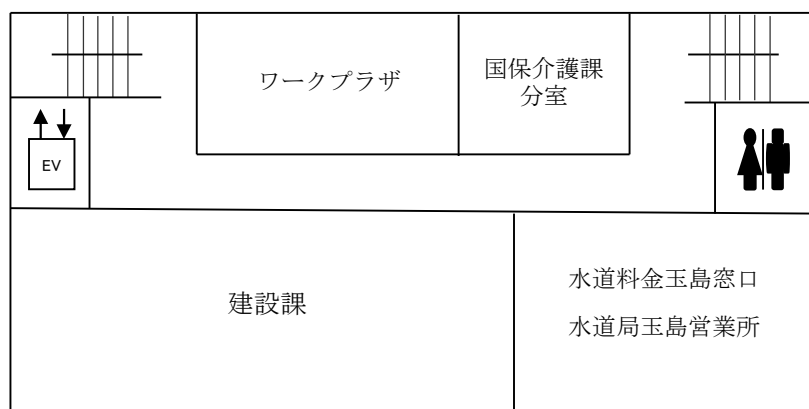 ワークプラザ
国保介護課
分室
EV
建設課
水道料金玉島窓口
水道局玉島営業所